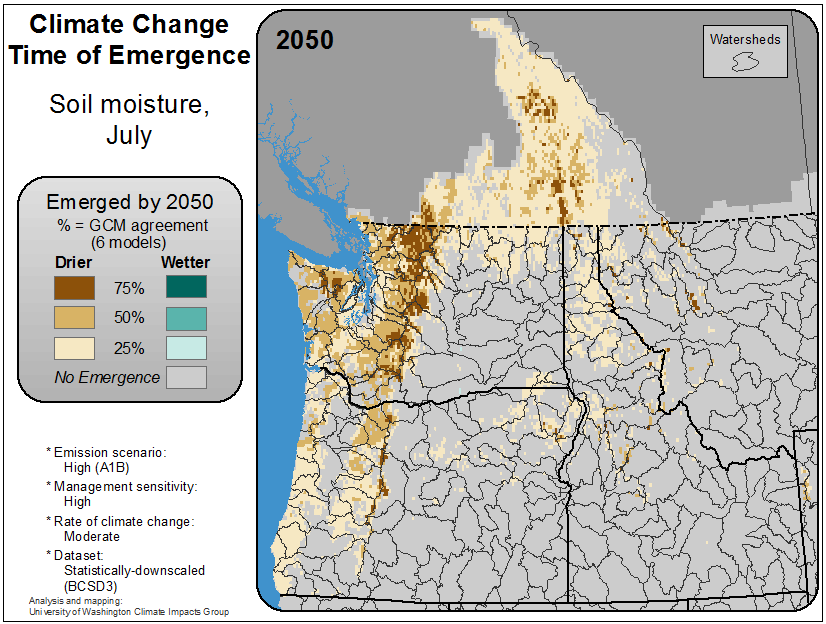 Climate Change
Time of Emergence
Soil moisture,
July
Emerged by 2050
% = GCM agreement
(6 models)
Drier Wetter
75%
50%
25%
No Emergence
* Emission scenario:
High (A1B)
* Management sensitivity:
High
* Rate of climate change:
Moderate
* Dataset:
Statistically-downscaled
(BCSD3)
Analysis and mapping:
University of Washington Climate Impacts Group
2050
Watersheds